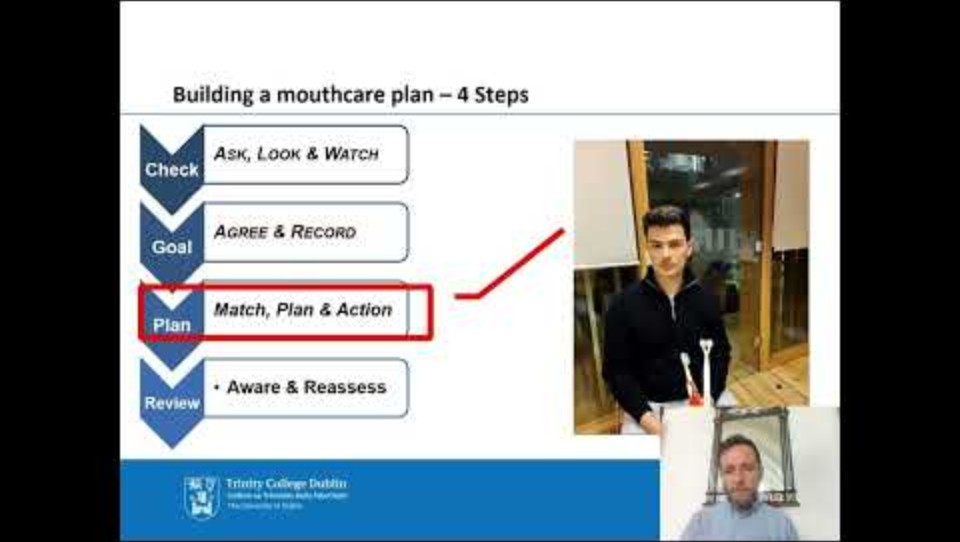 Building a mouthcare plan – 4 Steps
Check
ASK, LOOK & WATCH
Goal
AGREE & RECORD
Plan
Match, Plan & Action
Review
• Aware & Reassess
Trinity College Dublin
The University of Dublin